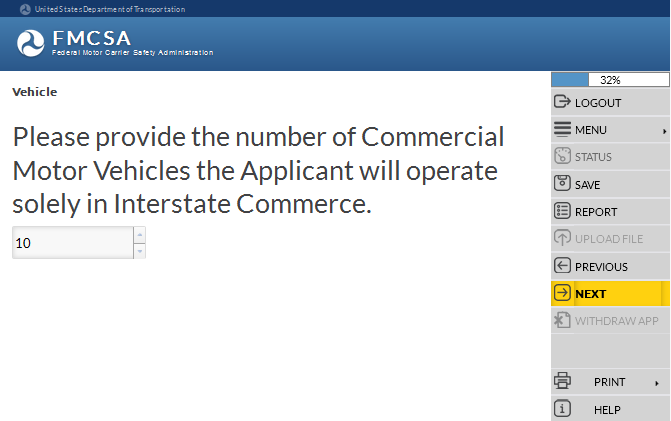 United States Department of Transportation
FMCSA
Federal Motor Carrier Safety Administration
Vehicle
Please provide the number of Commercial
Motor Vehicles the Applicant will operate
solely in Interstate Commerce.
10
32%
LOGOUT
MENU
STATUS
SAVE
REPORT
UPLOAD FILE
PREVIOUS
NEXT
WITHDRAW APP
PRINT
HELP